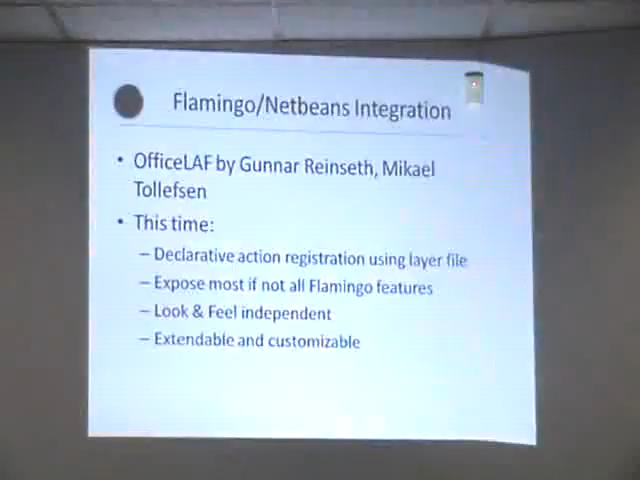 Flamingo/Netbeans Integration
• OfficeLAF by Gunnar Reinseth, Mikael
Tollefsen
• This time:
– Declarative action registration using layer file
– Expose most if not all Flamingo features
– Look & Feel independent
– Extendable and customizable